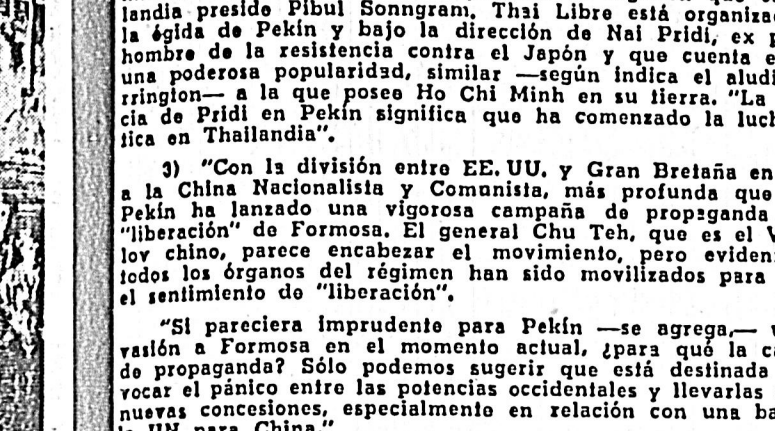 landia preside Pibul Sonngram. Thai Libre está organiza
la égida de Pekín y bajo la dirección de Nai Pridi, ex
hombre de la resistencia contra el Japón y que cuenta
una poderosa popularidad, similar —según indica el aludi
rrington— a la que posee Ho Chi Minh en su tierra. "La
cia de Pridi en Pekín significa que ha comenzado la luch
tica en Thailandia".
3) "Con la división entre EE. UU. y Gran Bretaña en
a la China Nacionalista y Comunista, más profunda que
Pekín ha lanzado una vigorosa campaña de propaganda
"liberación" de Formosa. El general Chu Teh, que es el V
lov chino, parece encabezar el movimiento, pero eviden
todos los órganos del régimen han sido movilizados para
el sentimiento de "liberación".
"Si pareciera imprudente para Pekín —se agrega,—
vasión a Formosa en el momento actual, ¿para qué la c
de propaganda? Sólo podemos sugerir que está destinada
vocar el pánico entre las potencias occidentales y llevarlas
nuevas concesiones, especialmente en relación con una ba
la UN para China."